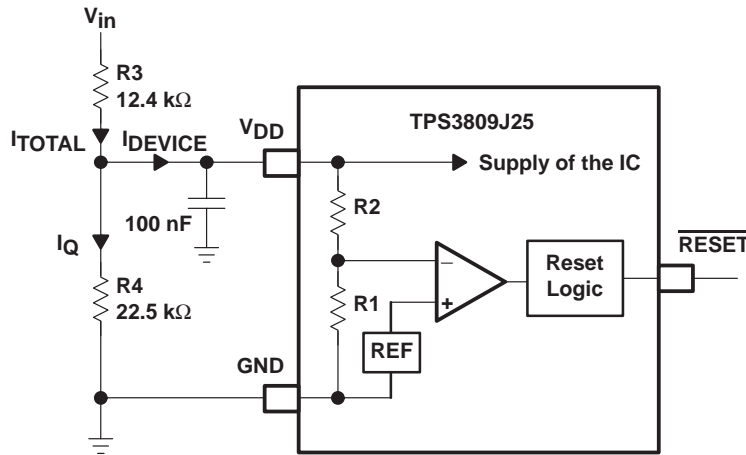 Vin
R3
12.4 kΩ
ITOTAL
IDEVICE
VDD
TPS3809J25
Supply of the IC
100 nF
R2
IQ
R4
22.5 kΩ
R1
−
+
REF
Reset
Logic
RESET
GND